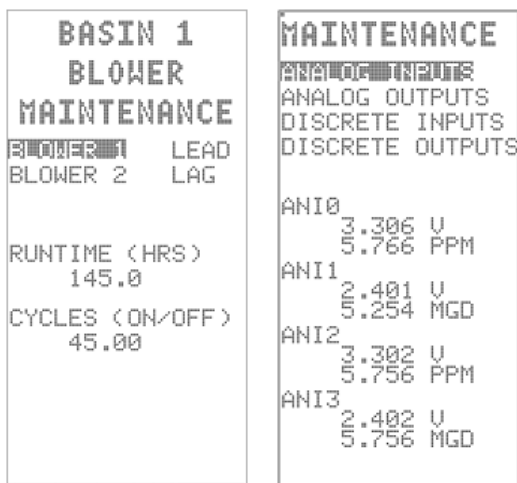 BASIN 1
BLOWER
MAINTENANCE
BLOWER 1 LEAD
BLOWER 2 LAG
RUNTIME (HRS)
145.0
CYCLES (ON/OFF)
45.00
MAINTENANCE
ANALOG INPUTS
ANALOG OUTPUTS
DISCRETE INPUTS
DISCRETE OUTPUTS
ANI0
3.306 V
5.766 PPM
ANI1
2.401 V
5.254 MGD
ANI2
3.302 V
5.756 PPM
ANI3
2.402 V
5.756 MGD